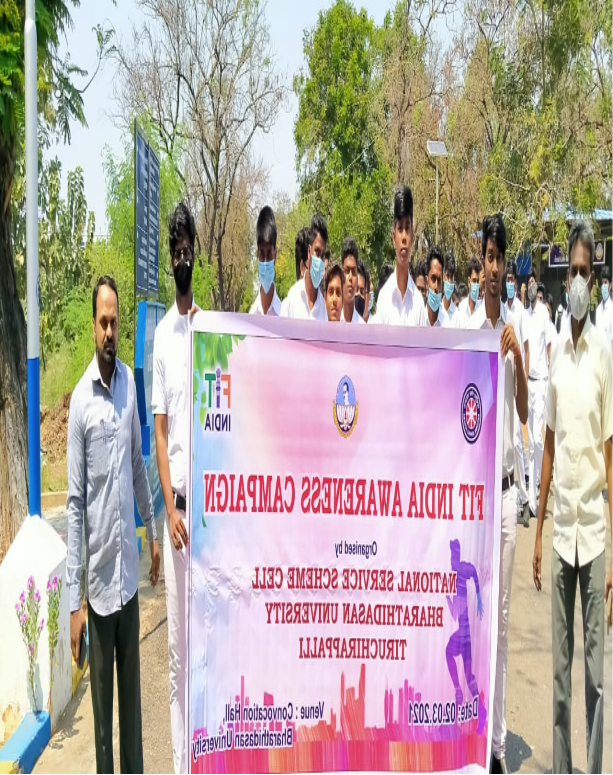 FiT
INDIA
FIT INDIA AWARENESS CAMPAIGN
Organised by
NATIONAL SERVICE SCHEME CELL
BHARATHIDASAN UNIVERSITY
TIRUCHIRAPPALLI
Date: 02.03.2021
Venue : Convocation Hall,
Bharathidasan University